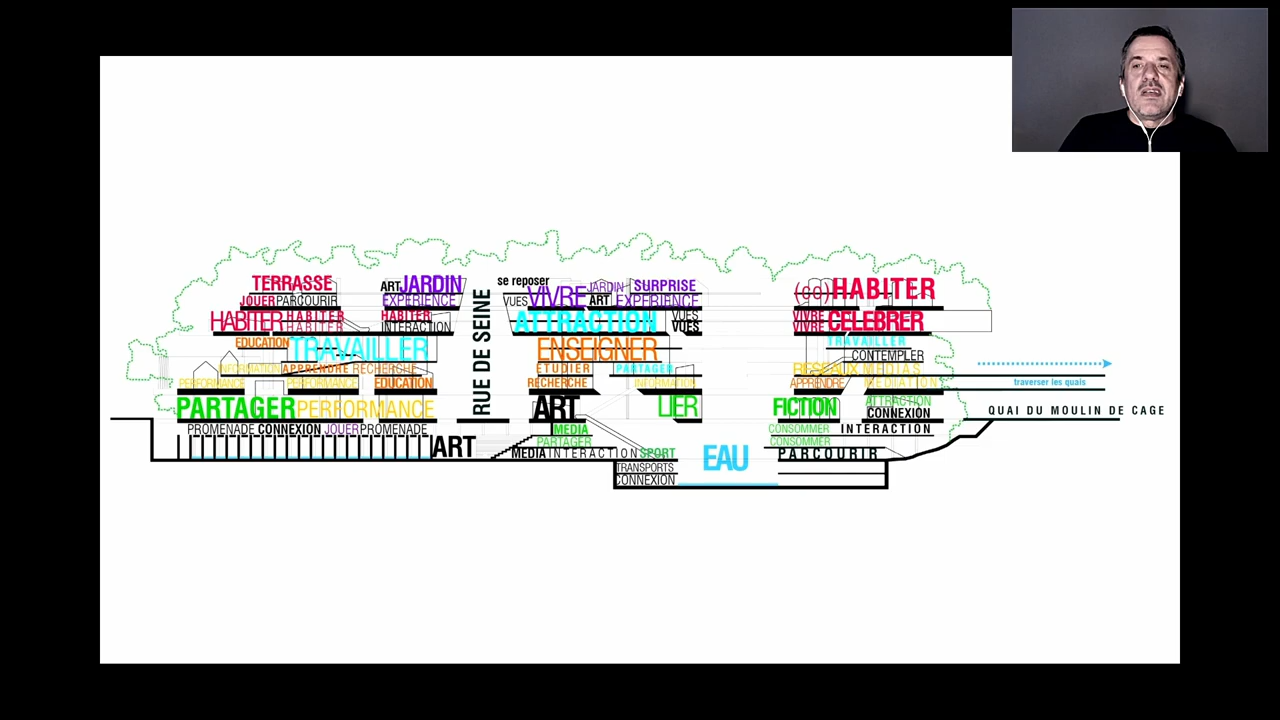 TERRASSE
JOUER PARCOURIR
HABITER HABITER
HABITER
EDUCATION TRAVAILLER
INFORMATION APPRENDRE RECHERCHE
PERFORMANCE PERFORMANCE EDUCATION
PARTAGER PERFORMANCE
PROMENADE CONNEXION JOUER PROMENADE
ART
ART JARDIN
EXPERIENCE
HABITER
INTERACTION
RUE DE SEINE
se reposer
VUES VIVRE JARDIN SURPRISE
ART EXPERIENCE
ATTRACTION VUES
VUES
ENSEIGNER
ETUDIER PARTAGER
RECHERCHE INFORMATION
ART LIER
MEDIA
PARTAGER
MEDIA INTERACTION SPORT
TRANSPORTS
CONNEXION
EAU
(co)HABITER
VIVRE CELEBRER
VIVRE
TRAVAILLER
CONTEMPLER
RESEAUX MEDIAS
APPRENDRE MEDIATION
FICTION ATTRACTION
CONNEXION
CONSOMMER INTERACTION
CONSOMMER
PARCOURIR
traverser les quais
QUAI DU MOULIN DE CAGE